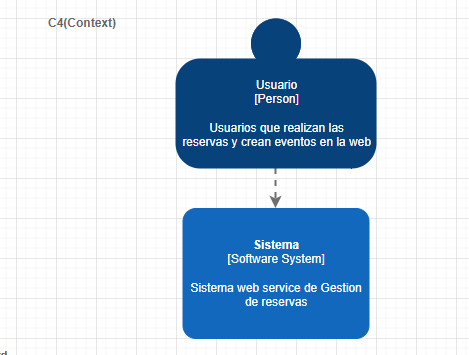 C4(Context)
Usuario
[Person]
Usuarios que realizan las
reservas y crean eventos en la web
Sistema
[Software System]
Sistema web service de Gestion
de reservas